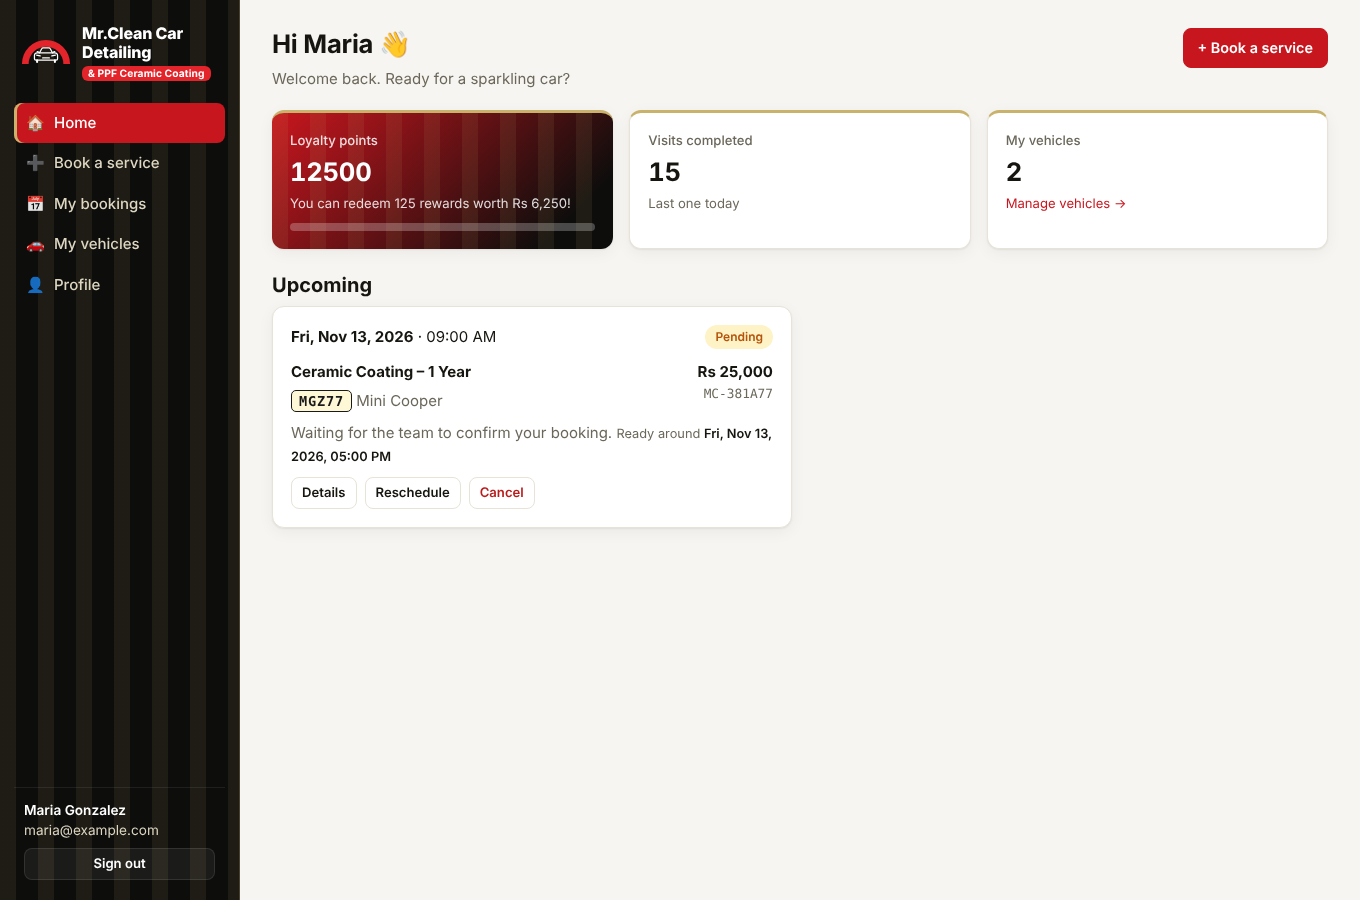 Mr.Clean Car
Detailing
& PPF Ceramic Coating
Home
Book a service
My bookings
My vehicles
Profile
Maria Gonzalez
maria@example.com
Sign out
Hi Maria 👋
Welcome back. Ready for a sparkling car?
+ Book a service
Loyalty points
12500
You can redeem 125 rewards worth Rs 6,250!
Visits completed
15
Last one today
My vehicles
2
Manage vehicles →
Upcoming
Fri, Nov 13, 2026 · 09:00 AM
Pending
Ceramic Coating – 1 Year
Rs 25,000
MGZ77 Mini Cooper
MC-381A77
Waiting for the team to confirm your booking. Ready around Fri, Nov 13,
2026, 05:00 PM
Details
Reschedule
Cancel